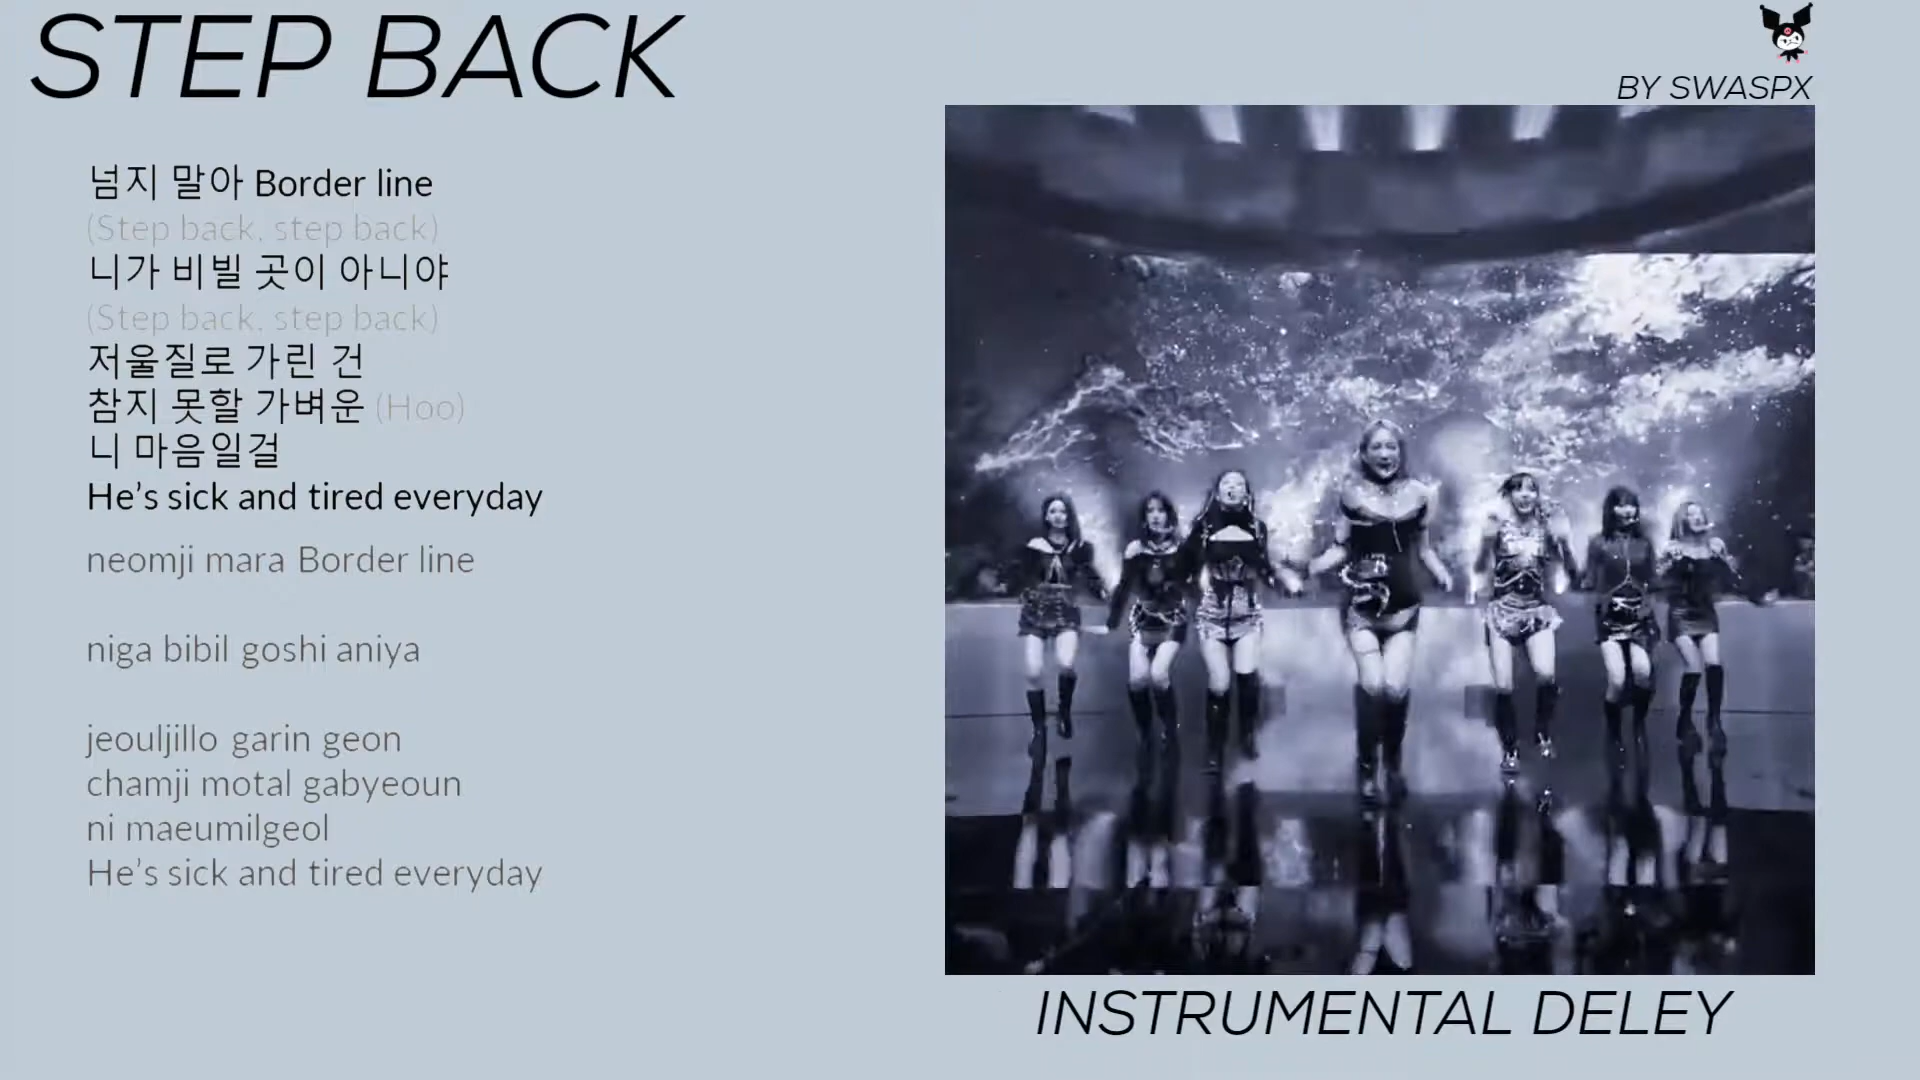 STEP BACK
BY SWASPX
넘지 말아 Border line
(Step back, step back)
니가 비빌 곳이 아니야
(Step back, step back)
저울질로 가린 건
참지 못할 가벼운 (Hoo)
니 마음일걸
He's sick and tired everyday
neomji mara Border line
niga bibil goshi aniya
jeouljillo garin geon
chamji motal gabyeoun
ni maeumilgeol
He's sick and tired everyday
INSTRUMENTAL DELEY